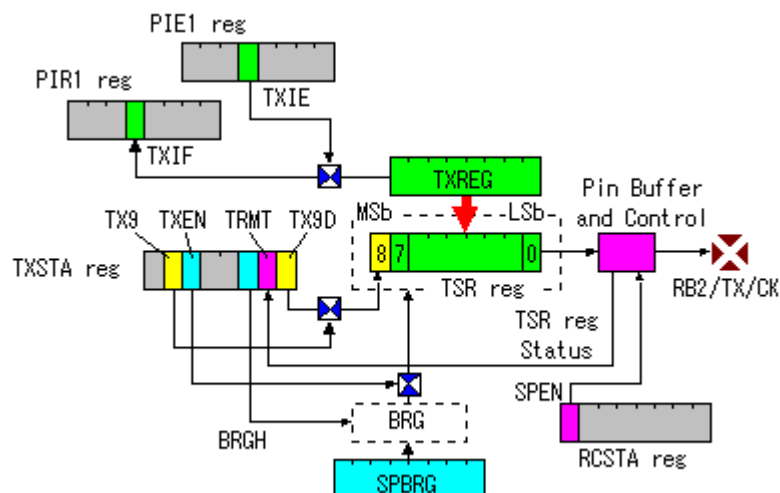 PIE1 reg
PIR1 reg
TXIE
TXIF
TXREG
Pin Buffer
and Control
MSb
LSb
TX9
TXEN
TRMT
TX9D
8
7
0
TXSTA reg
TSR reg
RB2/TX/CK
TSR reg
Status
SPEN
BRG
BRGH
RCSTA reg
SPBRG